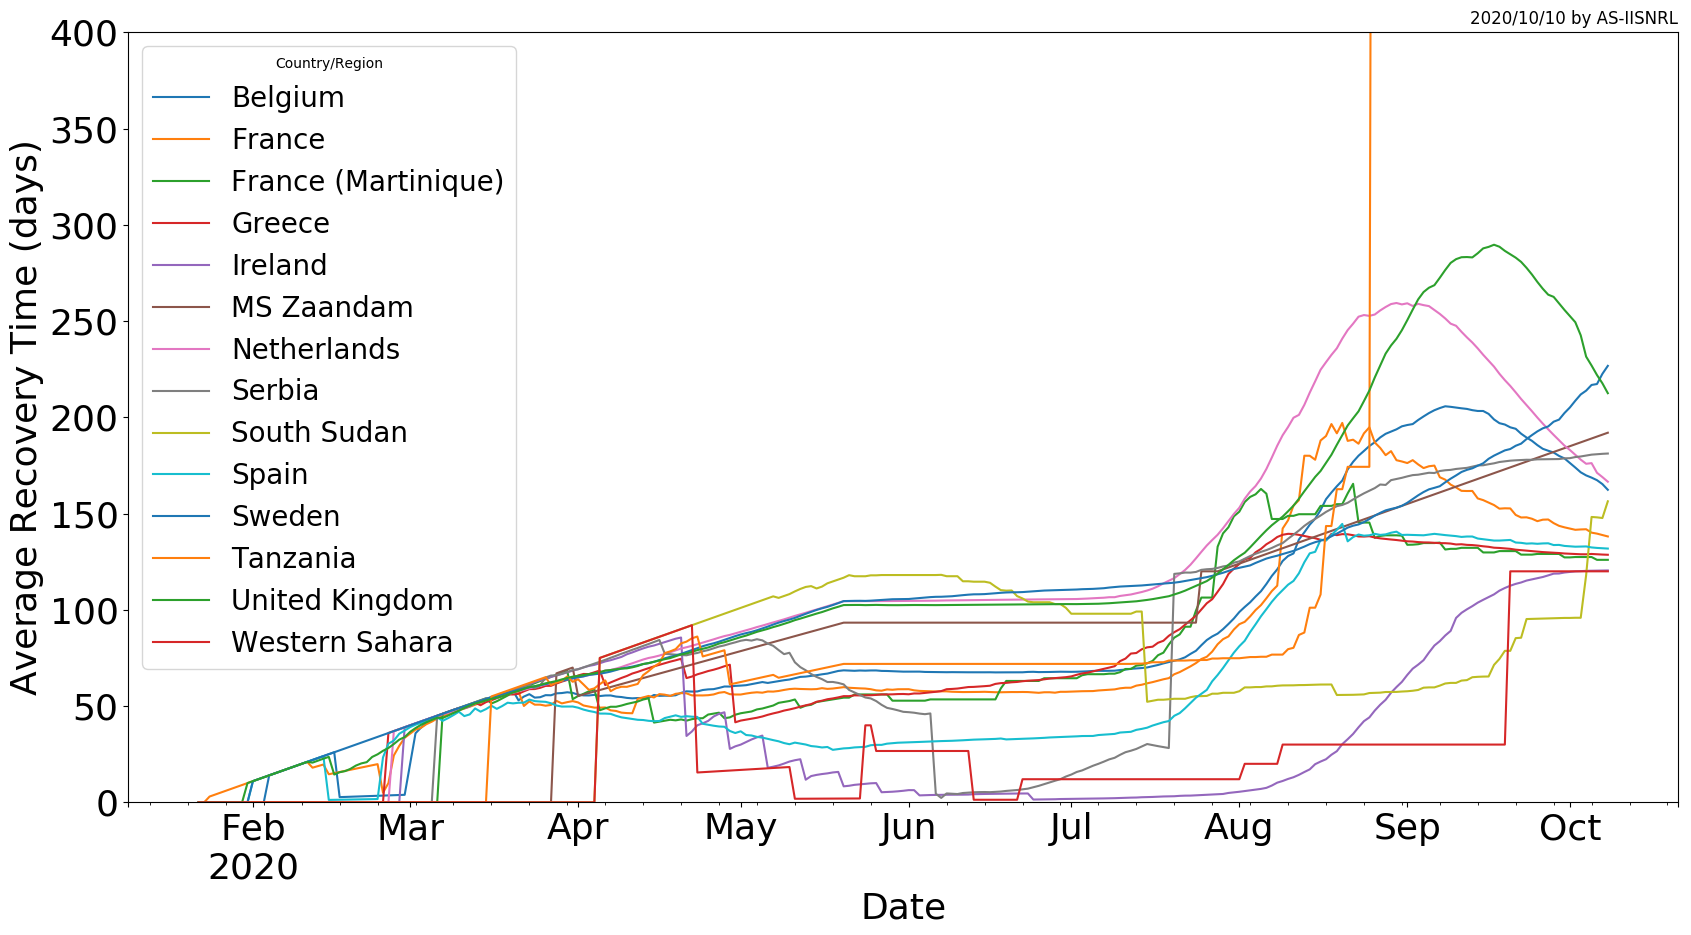 2020/10/10 by AS-IISNRL
400
350
300
250
200
150
100
50
0
Average Recovery Time (days)
Country/Region
Belgium
France
France (Martinique)
Greece
Ireland
MS Zaandam
Netherlands
Serbia
South Sudan
Spain
Sweden
Tanzania
United Kingdom
Western Sahara
Feb Mar Apr May Jun Jul Aug Sep Oct
2020
Date